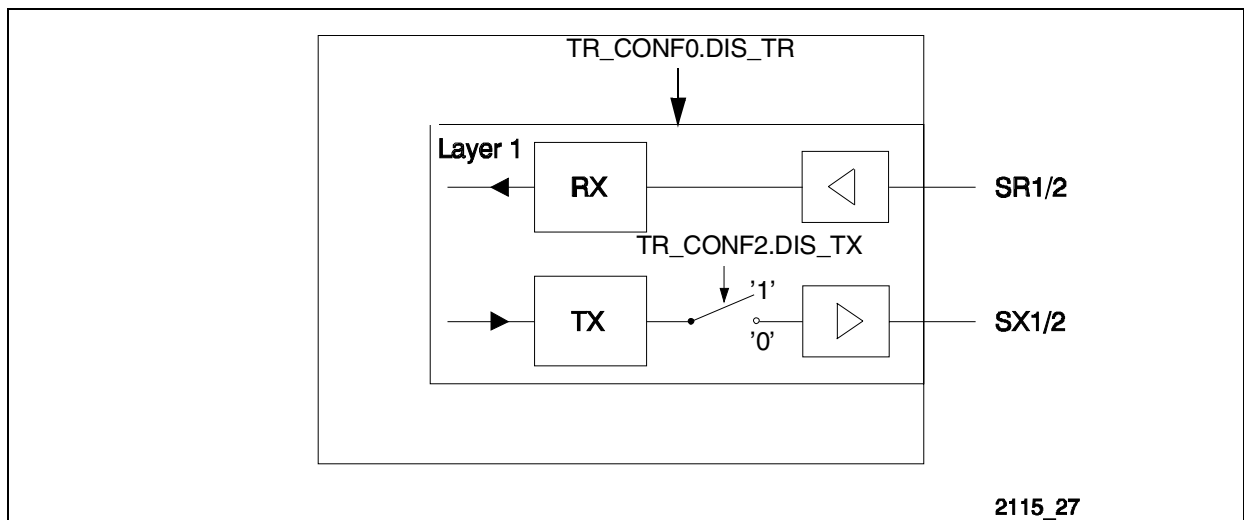 TR_CONF0.DIS_TR
Layer 1
RX
SR1/2
TR_CONF2.DIS_TX
'1'
TX
'0'
SX1/2
2115_27